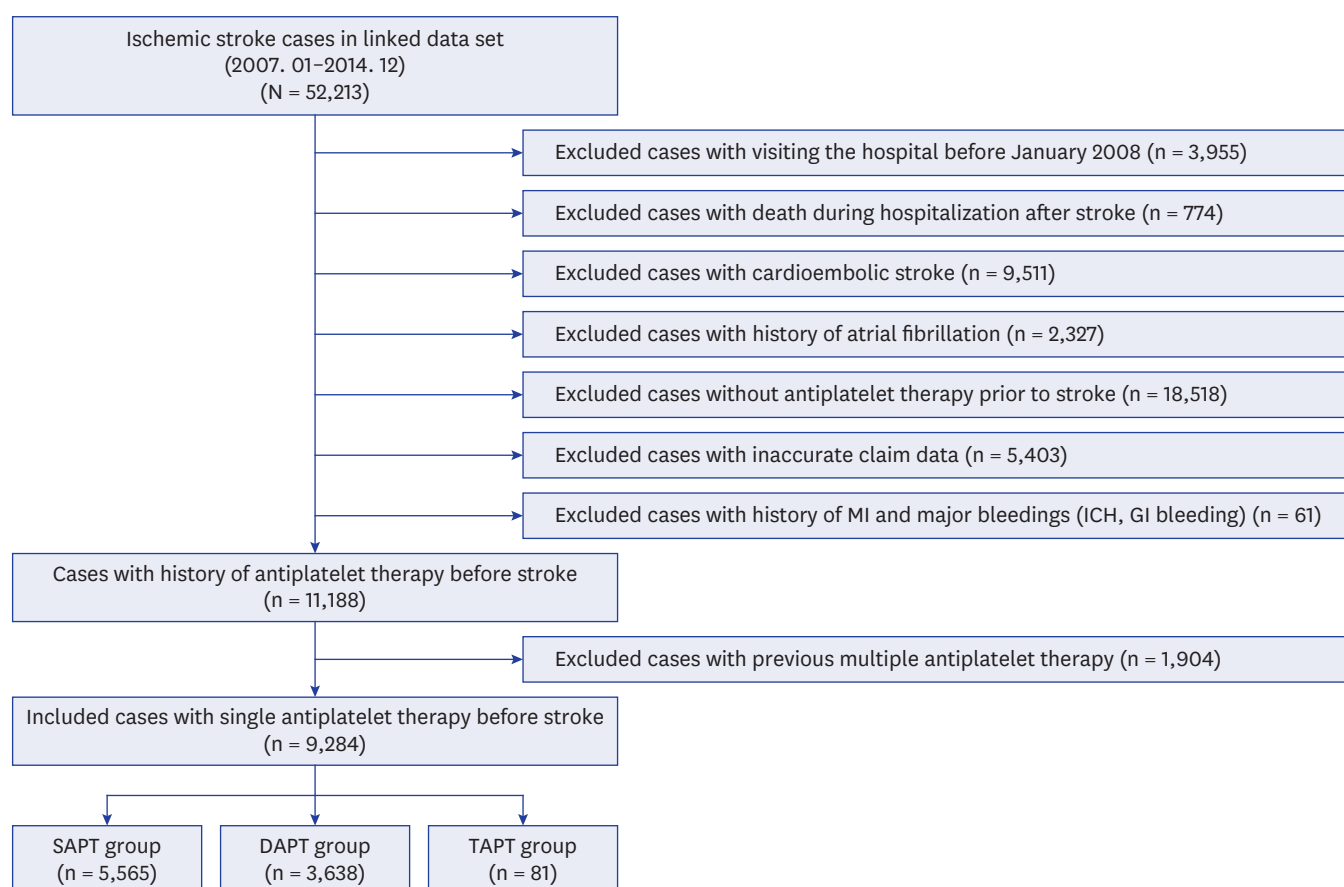 Ischemic stroke cases in linked data set
(2007. 01–2014. 12)
(N = 52,213)
Excluded cases with visiting the hospital before January 2008 (n = 3,955)
Excluded cases with death during hospitalization after stroke (n = 774)
Excluded cases with cardioembolic stroke (n = 9,511)
Excluded cases with history of atrial fibrillation (n = 2,327)
Excluded cases without antiplatelet therapy prior to stroke (n = 18,518)
Excluded cases with inaccurate claim data (n = 5,403)
Excluded cases with history of MI and major bleedings (ICH, GI bleeding) (n = 61)
Cases with history of antiplatelet therapy before stroke
(n = 11,188)
Excluded cases with previous multiple antiplatelet therapy (n = 1,904)
Included cases with single antiplatelet therapy before stroke
(n = 9,284)
SAPT group
(n = 5,565)
DAPT group
(n = 3,638)
TAPT group
(n = 81)